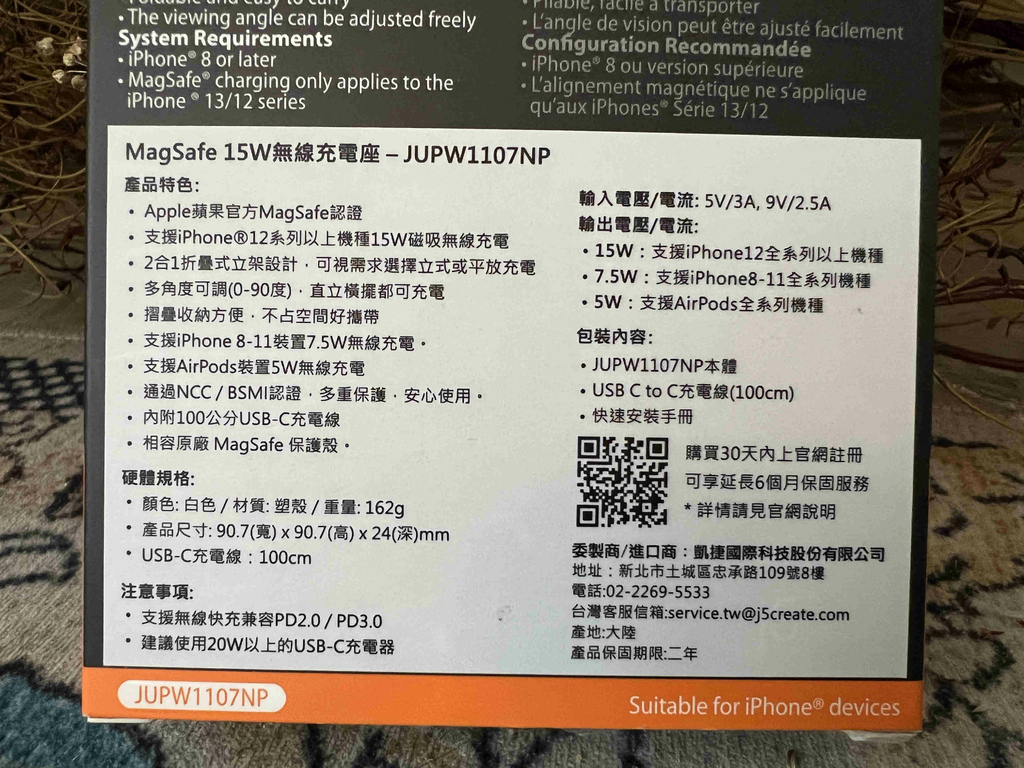 Foldable and easy to carry
• The viewing angle can be adjusted freely
System Requirements
• iPhone® 8 or later
• MagSafe® charging only applies to the
iPhone ® 13/12 series
• Pliable, facile à transporter
• L'angle de vision peut être ajusté facilement
Configuration Recommandée
• iPhone® 8 ou version supérieure
• L'alignement magnétique ne s'applique
qu'aux iPhones® Série 13/12
MagSafe 15W無線充電座 – JUPW1107NP
產品特色:
• Apple蘋果官方MagSafe認證
• 支援iPhone®12系列以上機種15W磁吸無線充電
• 2合1折疊式立架設計，可視需求選擇立式或平放充電
• 多角度可調(0-90度)，直立橫擺都可充電
• 摺疊收納方便，不占空間好攜帶
• 支援iPhone 8-11裝置7.5W無線充電。
• 支援AirPods裝置5W無線充電
• 通過NCC / BSMI認證，多重保護，安心使用。
• 內附100公分USB-C充電線
• 相容原廠 MagSafe 保護殼。
硬體規格:
• 顏色: 白色 / 材質: 塑殼 / 重量: 162g
• 產品尺寸: 90.7(寬) x 90.7(高) x 24(深)mm
• USB-C充電線：100cm
注意事項:
• 支援無線快充兼容PD2.0 / PD3.0
• 建議使用20W以上的USB-C充電器
輸入電壓/電流: 5V/3A, 9V/2.5A
輸出電壓/電流:
• 15W：支援iPhone12全系列以上機種
• 7.5W：支援iPhone8-11全系列機種
• 5W：支援AirPods全系列機種
包裝內容:
• JUPW1107NP本體
• USB C to C充電線(100cm)
• 快速安裝手冊
購買30天內上官網註冊
可享延長6個月保固服務
* 詳情請見官網說明
委製商/進口商：凱捷國際科技股份有限公司
地址：新北市土城區忠承路109號8樓
電話:02-2269-5533
台灣客服信箱:service.tw@j5create.com
產地:大陸
產品保固期限:二年
JUPW1107NP
Suitable for iPhone® devices